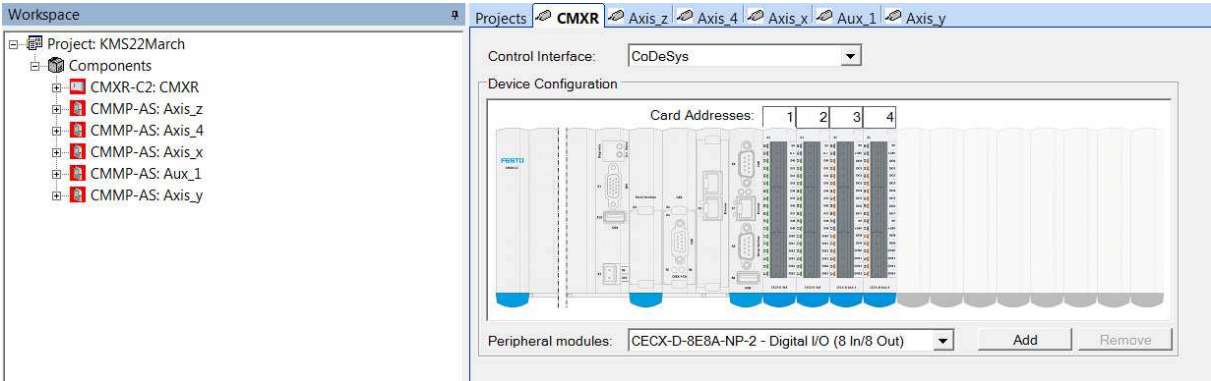 Workspace
Project: KMS22March
Components
CMXR-C2: CMXR
CMMP-AS: Axis_z
CMMP-AS: Axis_4
CMMP-AS: Axis_x
CMMP-AS: Aux_1
CMMP-AS: Axis_y
Projects CMXR Axis_z Axis_4 Axis_x Aux_1 Axis_y
Control Interface: CoDeSys
Device Configuration
Card Addresses: 1 2 3 4
FESTO
Peripheral modules: CECX-D-8E8A-NP-2 - Digital I/O (8 In/8 Out) Add Remove